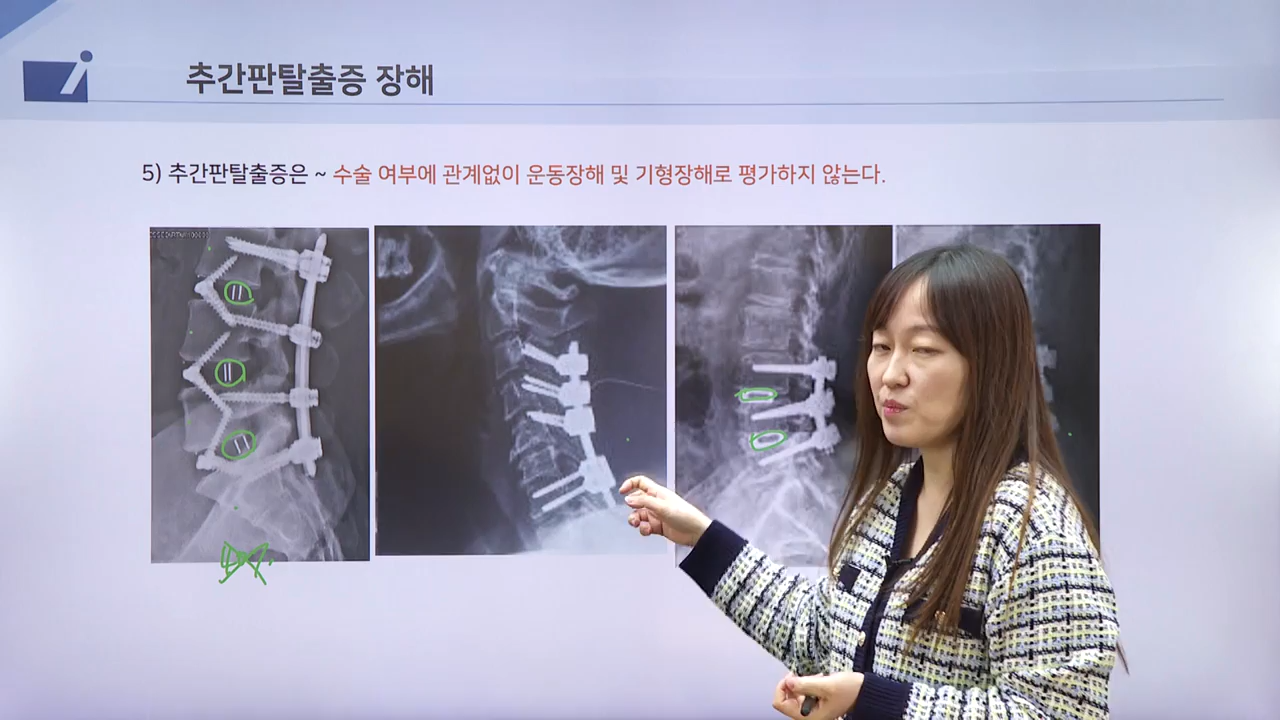 추간판탈출증 장해
5) 추간판탈출증은 ~ 수술 여부에 관계없이 운동장해 및 기형장해로 평가하지 않는다.